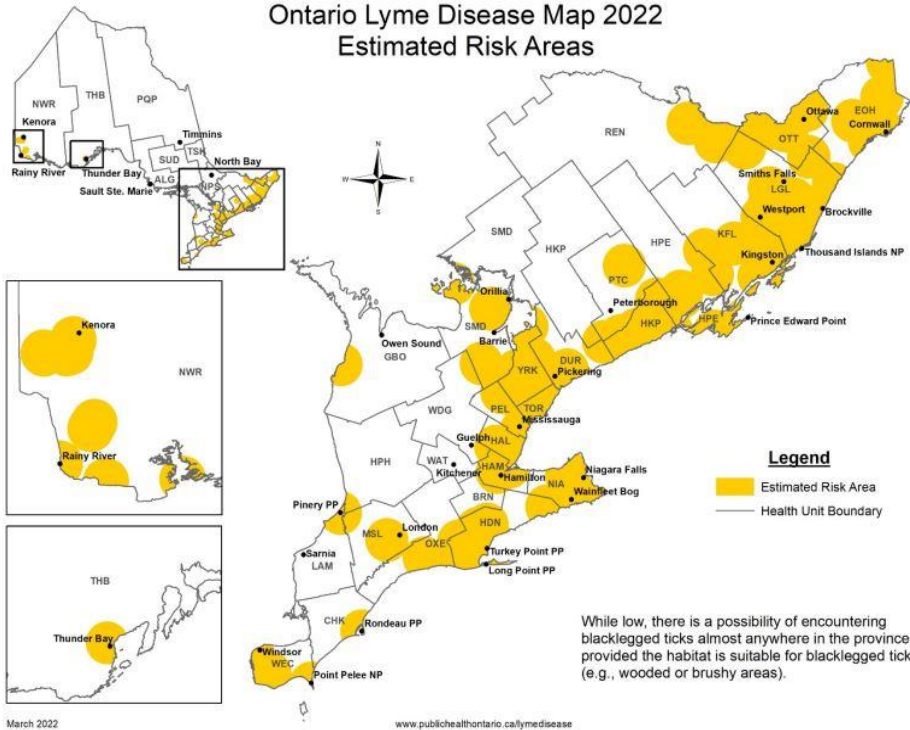 Ontario Lyme Disease Map 2022
Estimated Risk Areas
NWR
THB
PQP
Kenora
Timmins
TSK
SUD
North Bay
Rainy River
Thunder Bay
ALG
NPS
Sault Ste. Marie
N
W
E
S
REN
Ottawa
OTT
EOH
Cornwall
Smiths Falls
LGL
Westport
Brockville
KFL
Kingston
Thousand Islands NP
SMD
HKP
HPE
PTC
Peterborough
HKP
HPE
Prince Edward Point
Orillia
SMD
Barrie
Owen Sound
GBO
DUR
YRK
Pickering
WDG
PEL
TOR
Mississauga
Guelph
HAL
HPH
WAT
Kitchener
HAM
Hamilton
Niagara Falls
NIA
Wainfleet Bog
BRN
HDN
Pinery PP
MSL
London
OXE
Turkey Point PP
Long Point PP
Sarnia
LAM
CHK
Rondeau PP
Windsor
WEC
Point Pelee NP
Kenora
NWR
Rainy River
THB
Thunder Bay
Legend
Estimated Risk Area
Health Unit Boundary
While low, there is a possibility of encountering
blacklegged ticks almost anywhere in the province
provided the habitat is suitable for blacklegged tick
(e.g., wooded or brushy areas).
March 2022
www.publichealthontario.ca/lymedisease